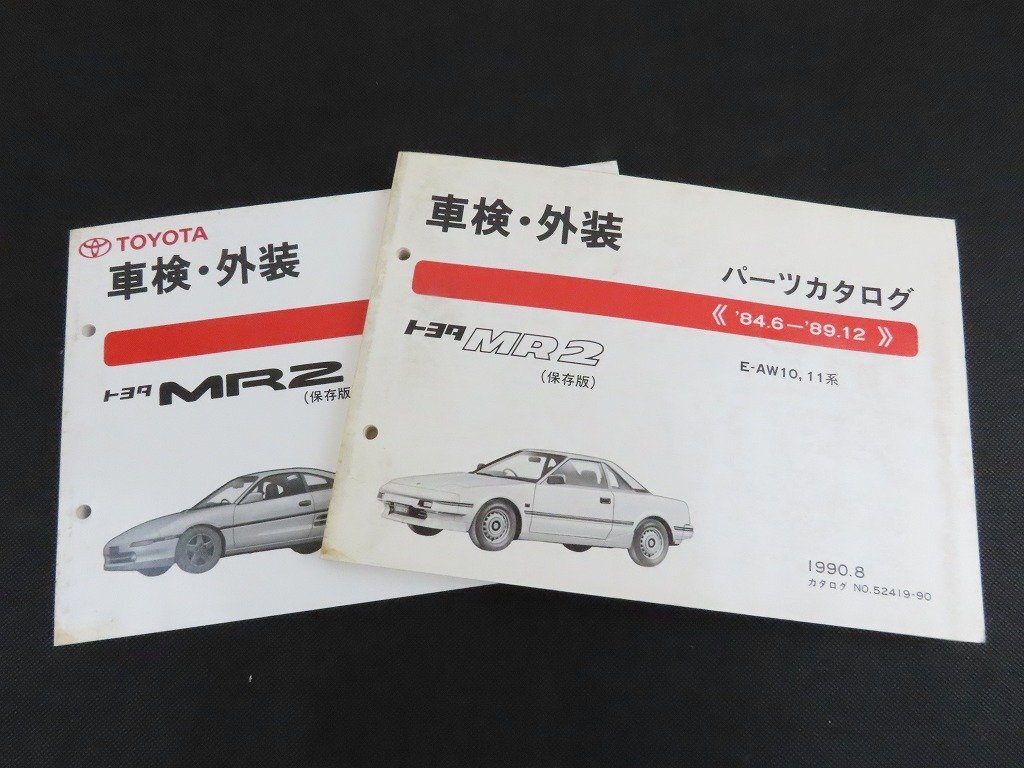 TOYOTA
車検・外装
トヨタ MR2
(保存版
車検・外装
パーツカタログ
《 '84.6-'89.12 》
トヨタ MR2
(保存版)
E-AW10, 11系
1990.8
カタログ NO.52419-90